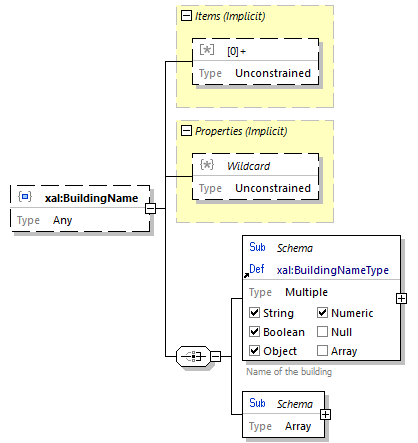 Items (Implicit)
[0]+
Type Unconstrained
Properties (Implicit)
Wildcard
Type Unconstrained
xal:BuildingName
Type Any
Sub Schema
Def xal:BuildingNameType
Type Multiple
String Numeric
Boolean Null
Object Array
Name of the building
Sub Schema
Type Array